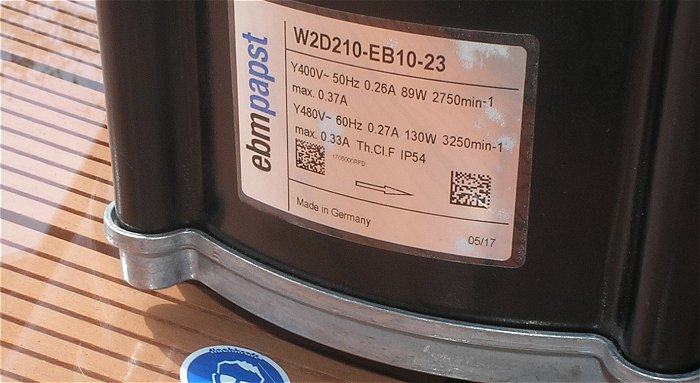 ebmpapst
W2D210-EB10-23
Y400V~ 50Hz 0.26A 89W 2750min-1
max. 0.37A
Y480V~ 60Hz 0.27A 130W 3250min-1
max. 0.33A Th.Cl.F IP54
Made in Germany
05/17